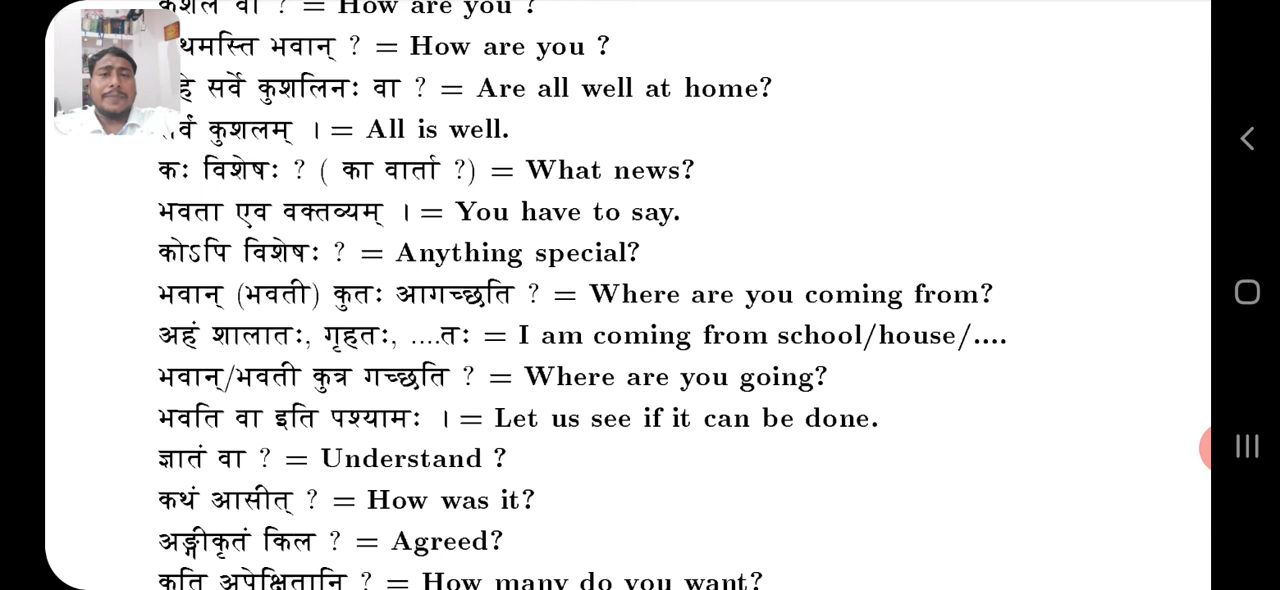 कुशलं वा ? = How are you ?
थमस्ति भवान् ? = How are you ?
हे सर्वे कुशलिनः वा ? = Are all well at home?
र्वं कुशलम् । = All is well.
कः विशेषः ? ( का वार्ता ?) = What news?
भवता एव वक्तव्यम् । = You have to say.
कोऽपि विशेषः ? = Anything special?
भवान् (भवती) कुतः आगच्छति ? = Where are you coming from?
अहं शालातः, गृहतः, ....तः = I am coming from school/house/....
भवान्/भवती कुत्र गच्छति ? = Where are you going?
भवति वा इति पश्यामः । = Let us see if it can be done.
ज्ञातं वा ? = Understand ?
कथं आसीत् ? = How was it?
अङ्गीकृतं किल ? = Agreed?
कति अपेक्षितानि ? = How many do you want?